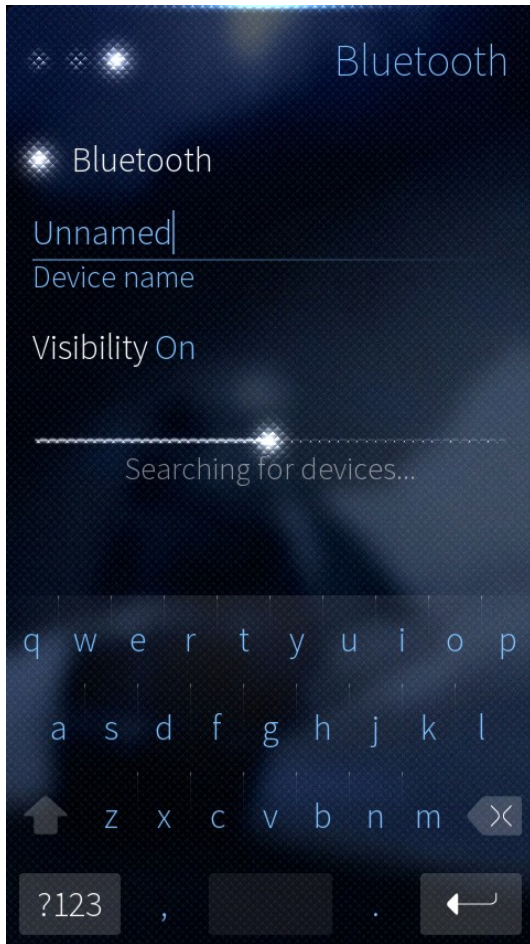 Bluetooth
Bluetooth
Unnamed
Device name
Visibility On
Searching for devices...
q w e r t y u i o p
a s d f g h j k l
z x c v b n m
?123 , .